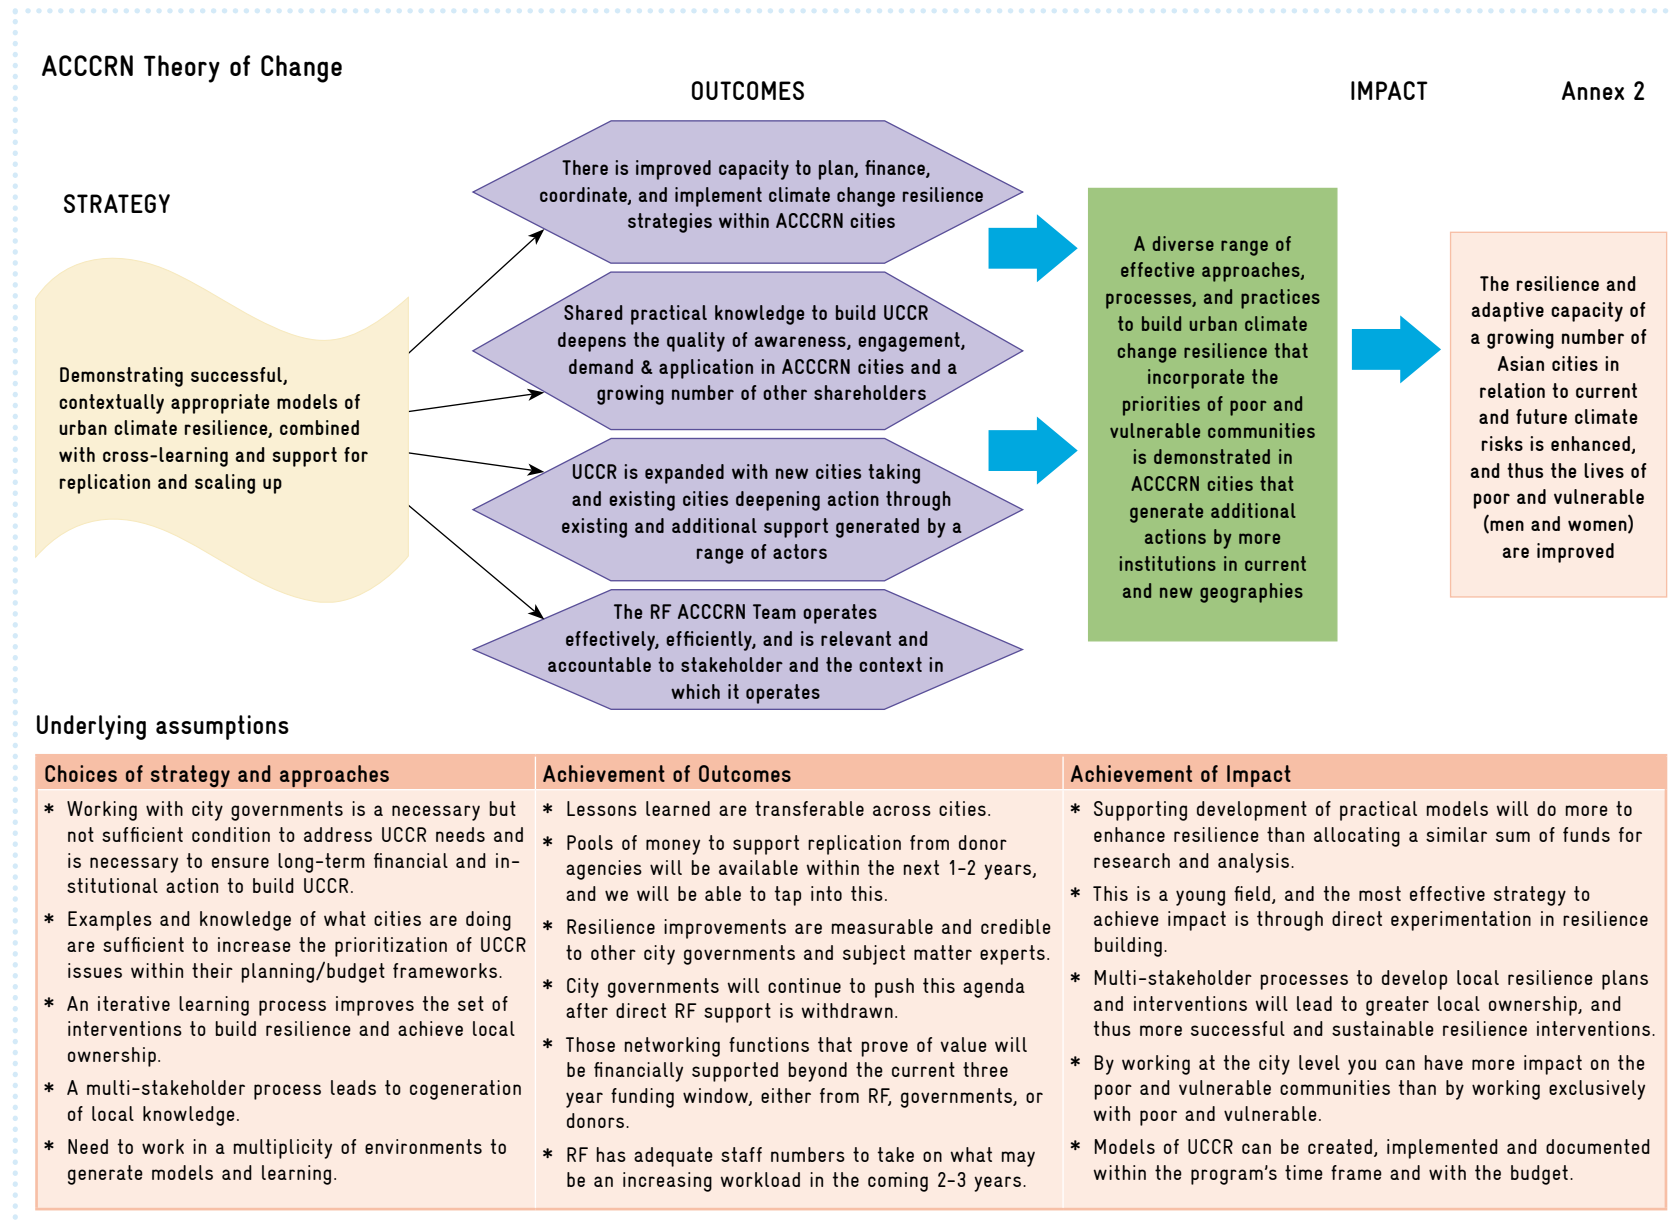 ACCCRN Theory of Change
OUTCOMES
IMPACT
Annex 2
STRATEGY
Demonstrating successful,
contextually appropriate models of
urban climate resilience, combined
with cross-learning and support for
replication and scaling up
There is improved capacity to plan, finance,
coordinate, and implement climate change resilience
strategies within ACCCRN cities
Shared practical knowledge to build UCCR
deepens the quality of awareness, engagement,
demand & application in ACCCRN cities and a
growing number of other shareholders
UCCR is expanded with new cities taking
and existing cities deepening action through
existing and additional support generated by a
range of actors
The RF ACCCRN Team operates
effectively, efficiently, and is relevant and
accountable to stakeholder and the context in
which it operates
A diverse range of
effective approaches,
processes, and practices
to build urban climate
change resilience that
incorporate the
priorities of poor and
vulnerable communities
is demonstrated in
ACCCRN cities that
generate additional
actions by more
institutions in current
and new geographies
The resilience and
adaptive capacity of
a growing number of
Asian cities in
relation to current
and future climate
risks is enhanced,
and thus the lives of
poor and vulnerable
(men and women)
are improved
Underlying assumptions
Choices of strategy and approaches
* Working with city governments is a necessary but
not sufficient condition to address UCCR needs and
is necessary to ensure long-term financial and in-
stitutional action to build UCCR.
* Examples and knowledge of what cities are doing
are sufficient to increase the prioritization of UCCR
issues within their planning/budget frameworks.
* An iterative learning process improves the set of
interventions to build resilience and achieve local
ownership.
* A multi-stakeholder process leads to cogeneration
of local knowledge.
* Need to work in a multiplicity of environments to
generate models and learning.
Achievement of Outcomes
* Lessons learned are transferable across cities.
* Pools of money to support replication from donor
agencies will be available within the next 1-2 years,
and we will be able to tap into this.
* Resilience improvements are measurable and credible
to other city governments and subject matter experts.
* City governments will continue to push this agenda
after direct RF support is withdrawn.
* Those networking functions that prove of value will
be financially supported beyond the current three
year funding window, either from RF, governments, or
donors.
* RF has adequate staff numbers to take on what may
be an increasing workload in the coming 2-3 years.
Achievement of Impact
* Supporting development of practical models will do more to
enhance resilience than allocating a similar sum of funds for
research and analysis.
* This is a young field, and the most effective strategy to
achieve impact is through direct experimentation in resilience
building.
* Multi-stakeholder processes to develop local resilience plans
and interventions will lead to greater local ownership, and
thus more successful and sustainable resilience interventions.
* By working at the city level you can have more impact on the
poor and vulnerable communities than by working exclusively
with poor and vulnerable.
* Models of UCCR can be created, implemented and documented
within the program's time frame and with the budget.